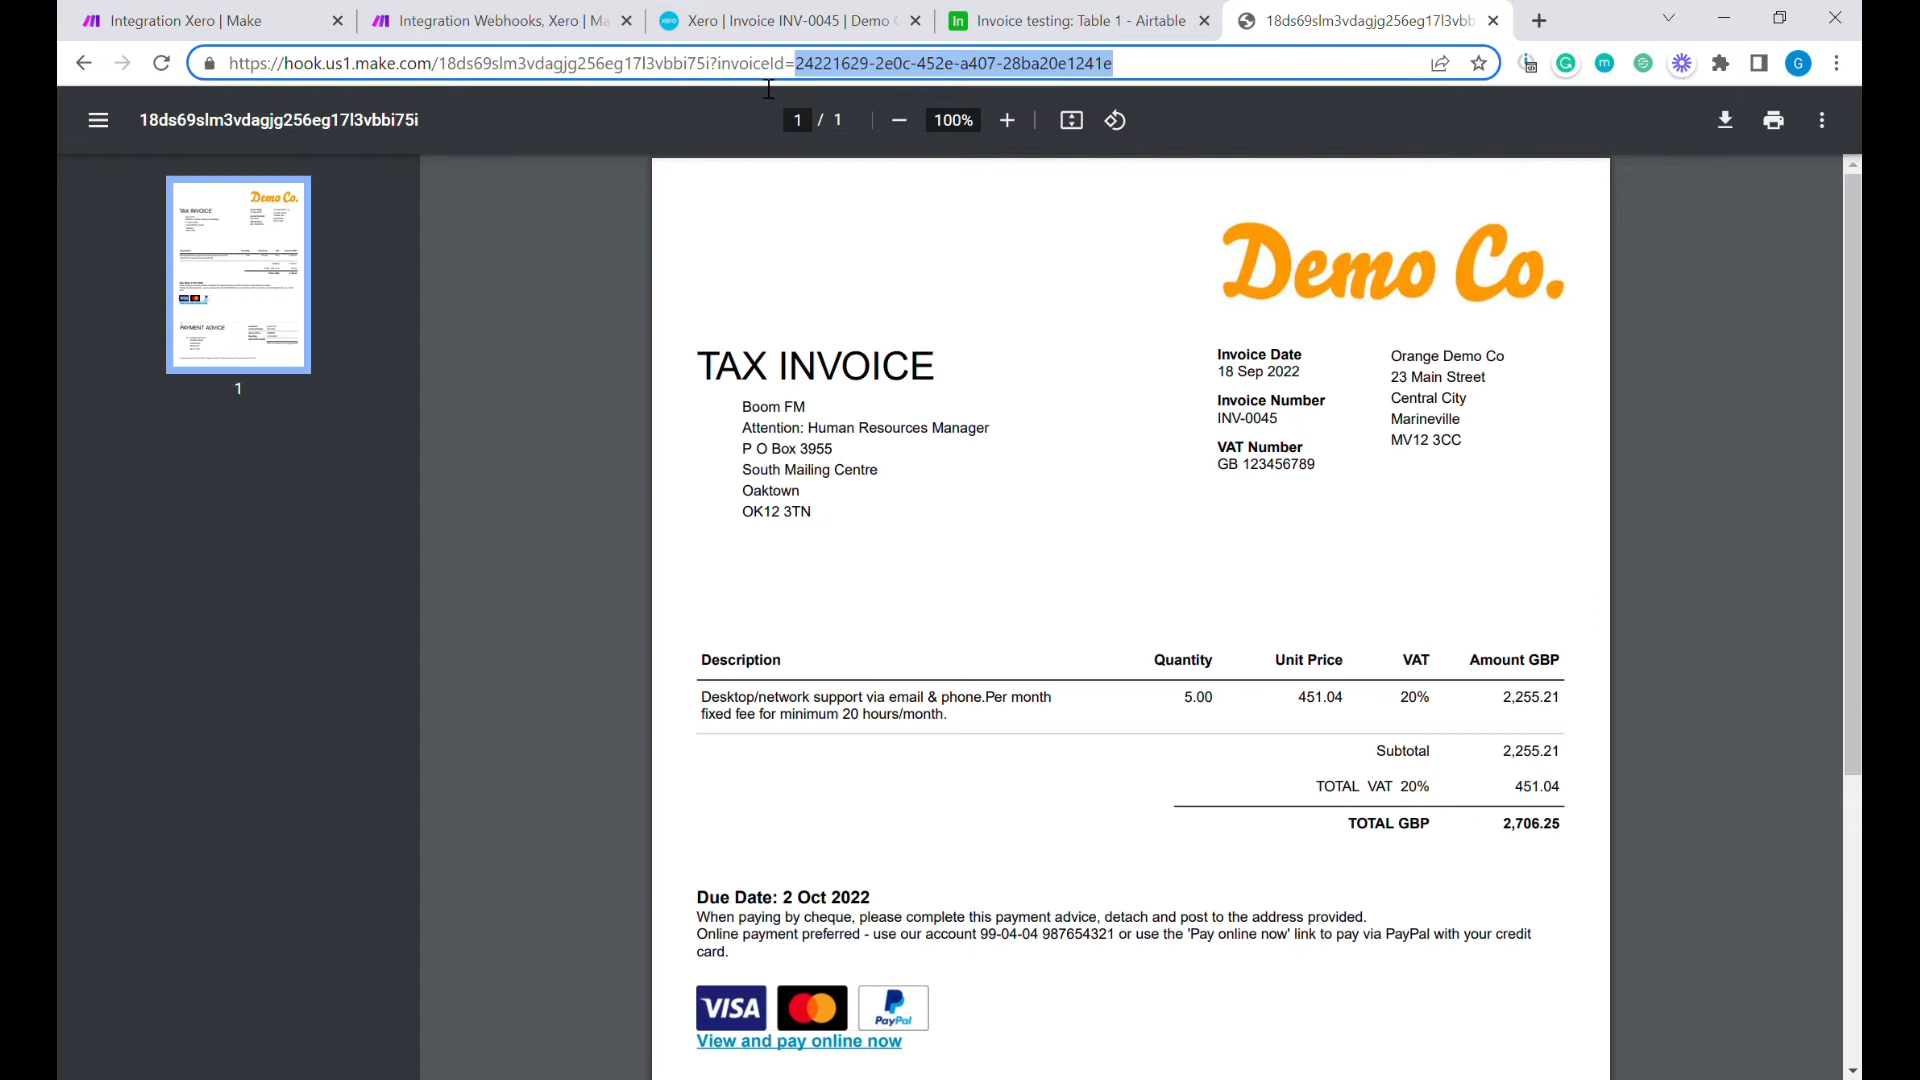 Integration Xero | Make
Integration Webhooks, Xero | Ma
Xero | Invoice INV-0045 | Demo C
Invoice testing: Table 1 - Airtable
18ds69slm3vdagjg256eg17l3vbb
https://hook.us1.make.com/18ds69slm3vdagjg256eg17l3vbbi75i?invoiceId=24221629-2e0c-452e-a407-28ba20e1241e
18ds69slm3vdagjg256eg17l3vbbi75i
1 / 1
100%
Demo Co.
TAX INVOICE
PAYMENT ADVICE
1
Demo Co.
TAX INVOICE
Boom FM
Attention: Human Resources Manager
P O Box 3955
South Mailing Centre
Oaktown
OK12 3TN
Invoice Date
18 Sep 2022
Invoice Number
INV-0045
VAT Number
GB 123456789
Orange Demo Co
23 Main Street
Central City
Marineville
MV12 3CC
Description Quantity Unit Price VAT Amount GBP
Desktop/network support via email & phone.Per month 5.00 451.04 20% 2,255.21
fixed fee for minimum 20 hours/month.
Subtotal 2,255.21
TOTAL VAT 20% 451.04
TOTAL GBP 2,706.25
Due Date: 2 Oct 2022
When paying by cheque, please complete this payment advice, detach and post to the address provided.
Online payment preferred - use our account 99-04-04 987654321 or use the 'Pay online now' link to pay via PayPal with your credit
card.
VISA
PayPal
View and pay online now